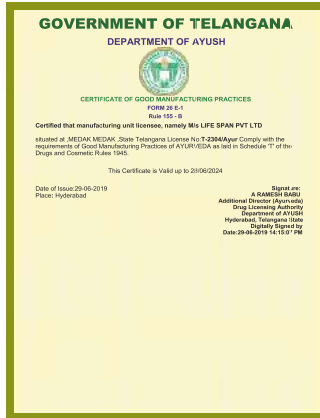 GOVERNMENT OF TELANGANA
DEPARTMENT OF AYUSH
CERTIFICATE OF GOOD MANUFACTURING PRACTICES
FORM 26 E-1
Rule 155 - B
Certified that manufacturing unit licensee, namely M/s LIFE SPAN PVT LTD
situated at ,MEDAK MEDAK ,State Telangana License No:T-2304/Ayur Comply with the
requirements of Good Manufacturing Practices of AYURVEDA as laid in Schedule 'T' of the
Drugs and Cosmetic Rules 1945.
This Certificate is Valid up to 28/06/2024
Date of Issue:29-06-2019
Place: Hyderabad
Signature:
A RAMESH BABU
Additional Director (Ayurveda)
Drug Licensing Authority
Department of AYUSH
Hyderabad, Telangana State
Digitally Signed by
Date:29-06-2019 14:15:07 PM